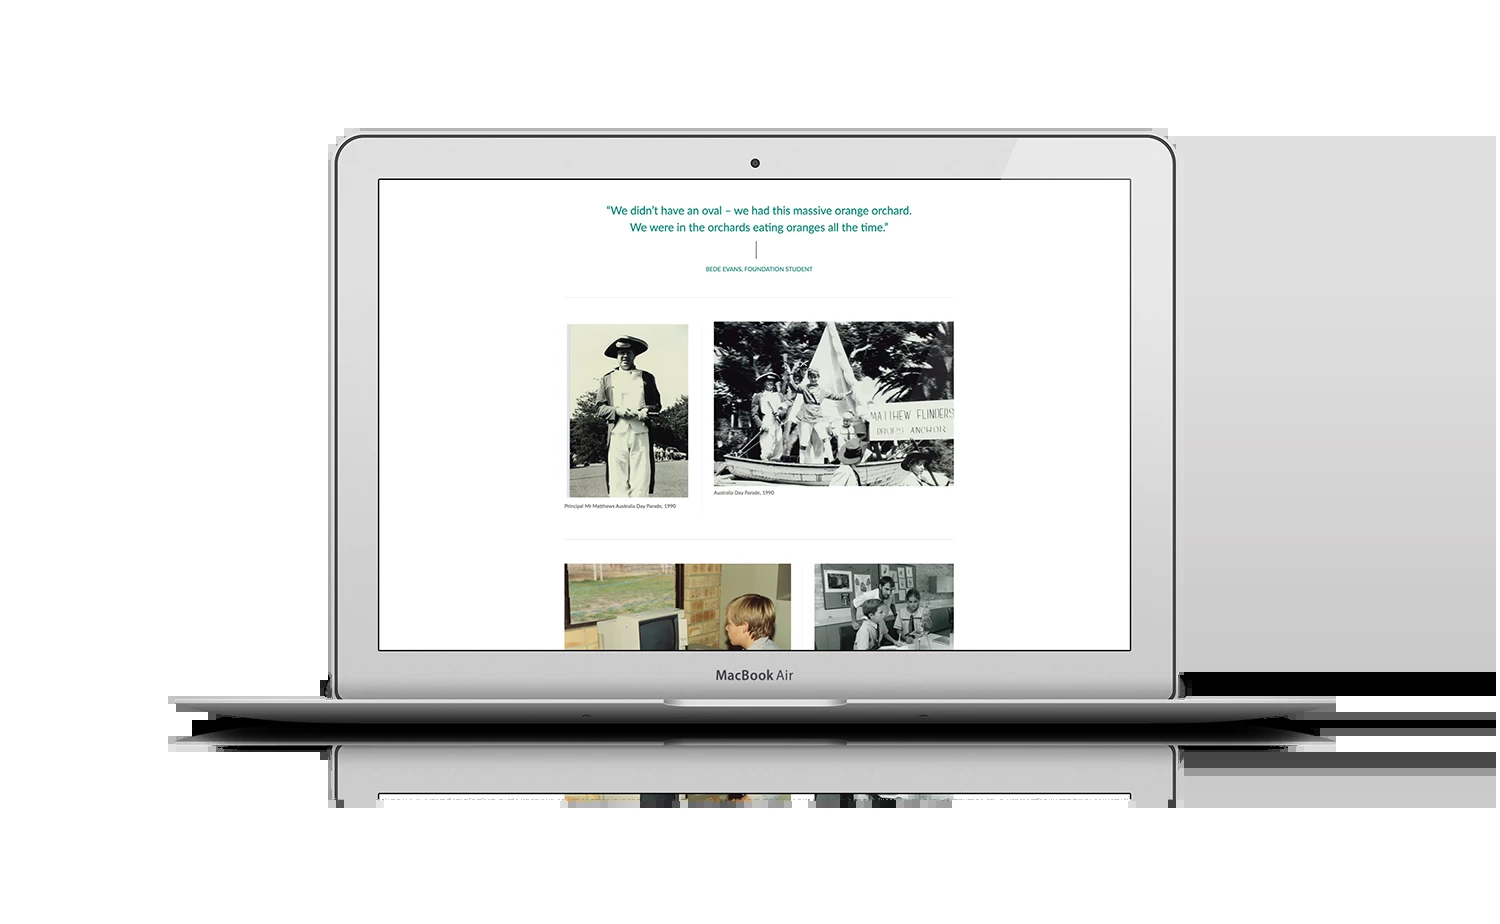 “We didn’t have an oval – we had this massive orange orchard.
We were in the orchards eating oranges all the time.”
BEDE EVANS, FOUNDATION STUDENT
MATTHEW FLINDERS
DROPS ANCHOR
Principal Mr Matthews Australia Day Parade, 1990
Australia Day Parade, 1990
MacBook Air